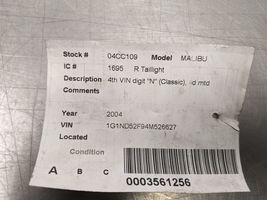 Stock # 04CC109 Model MALIBU
IC # 1695 R Taillight
Description 4th VIN digit "N" (Classic), mtd
Comments
Year 2004
VIN 1G1ND52F94M526627
Located
Condition
A B C
0003561256